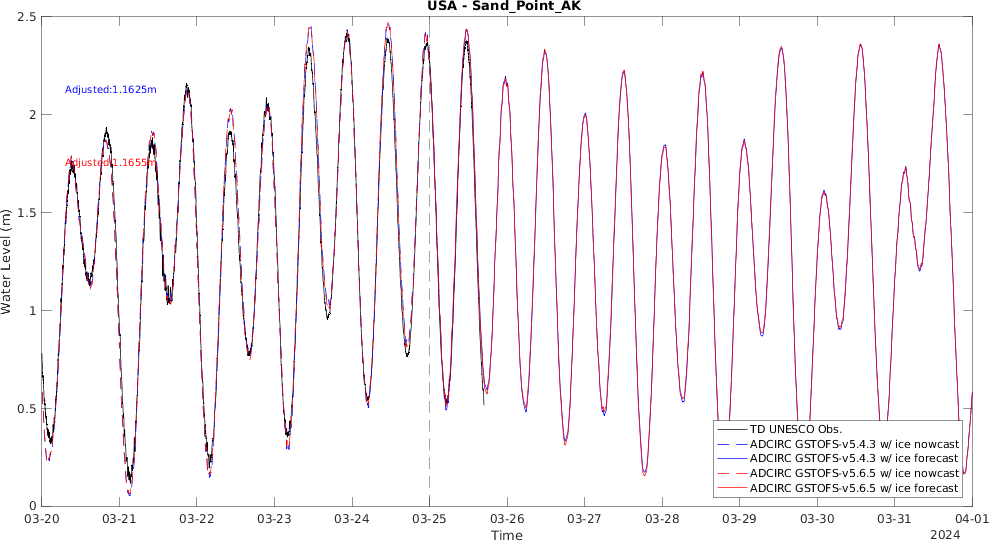 USA - Sand_Point_AK
2.5
2
1.5
1
0.5
0
Water Level (m)
Adjusted:1.1625m
Adjusted:1.1655m
TD UNESCO Obs.
ADCIRC GSTOFS-v5.4.3 w/ ice nowcast
ADCIRC GSTOFS-v5.4.3 w/ ice forecast
ADCIRC GSTOFS-v5.6.5 w/ ice nowcast
ADCIRC GSTOFS-v5.6.5 w/ ice forecast
03-20 03-21 03-22 03-23 03-24 03-25 03-26 03-27 03-28 03-29 03-30 03-31 04-01
Time
2024